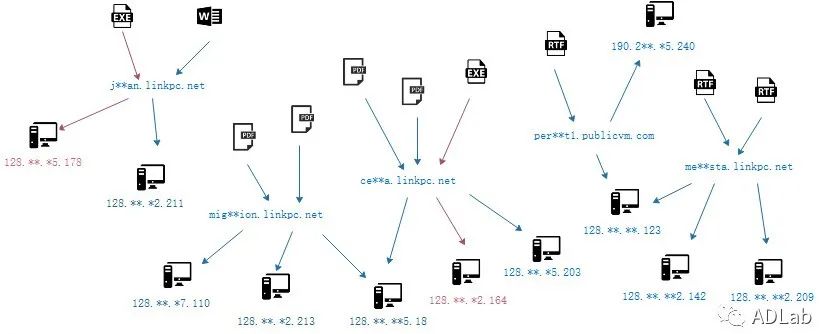 EXE
W
j**an.linkpc.net
128.**.*5.178
128.**.*2.211
PDF
PDF
mig**ion.linkpc.net
128.**.*7.110
128.**.*2.213
128.**.**5.18
PDF
PDF
EXE
ce**a.linkpc.net
128.**.*2.164
128.**.*5.203
RTF
190.2**.*5.240
per**t1.publicvm.com
128.**.**.123
RTF
RTF
me**sta.linkpc.net
128.**.**2.142
128.**.**2.209
ADLab